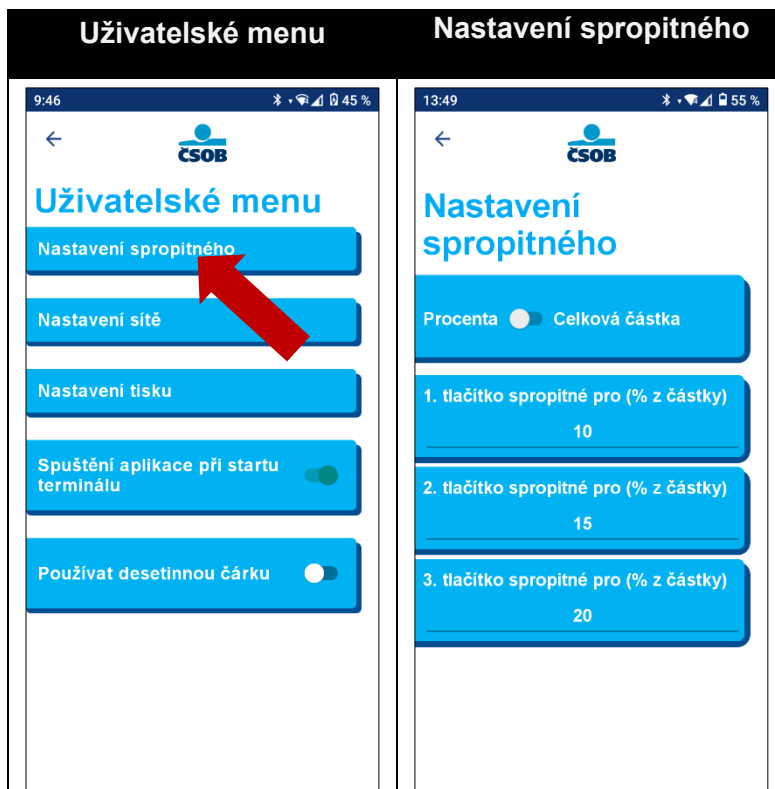 Uživatelské menu
Nastavení spropitného
9:46
45 %
ČSOB
Uživatelské menu
Nastavení spropitného
Nastavení sítě
Nastavení tisku
Spuštění aplikace při startu
terminálu
Používat desetinnou čárku
13:49
55 %
ČSOB
Nastavení
spropitného
Procenta Celková částka
1. tlačítko spropitné pro (% z částky)
10
2. tlačítko spropitné pro (% z částky)
15
3. tlačítko spropitné pro (% z částky)
20